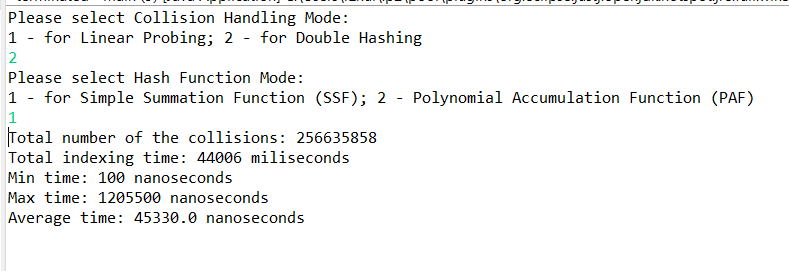 Please select Collision Handling Mode:
1 - for Linear Probing; 2 - for Double Hashing
2
Please select Hash Function Mode:
1 - for Simple Summation Function (SSF); 2 - Polynomial Accumulation Function (PAF)
1
Total number of the collisions: 256635858
Total indexing time: 44006 miliseconds
Min time: 100 nanoseconds
Max time: 1205500 nanoseconds
Average time: 45330.0 nanoseconds